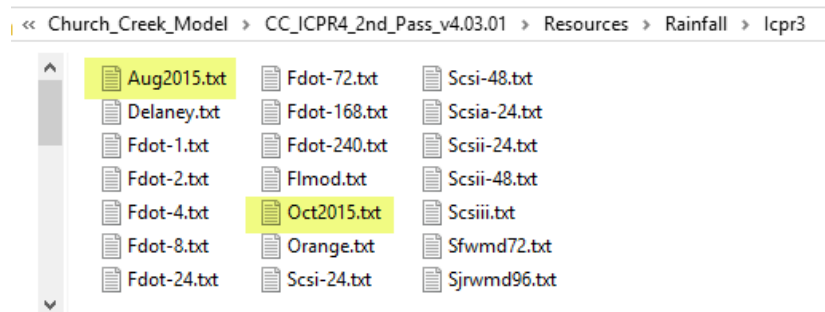 « Church_Creek_Model > CC_ICPR4_2nd_Pass_v4.03.01 > Resources > Rainfall > Icpr3
Aug2015.txt Fdot-72.txt Scsi-48.txt
Delaney.txt Fdot-168.txt Scsia-24.txt
Fdot-1.txt Fdot-240.txt Scsii-24.txt
Fdot-2.txt Flmod.txt Scsii-48.txt
Fdot-4.txt Oct2015.txt Scsiii.txt
Fdot-8.txt Orange.txt Sfwmd72.txt
Fdot-24.txt Scsi-24.txt Sjrwmd96.txt